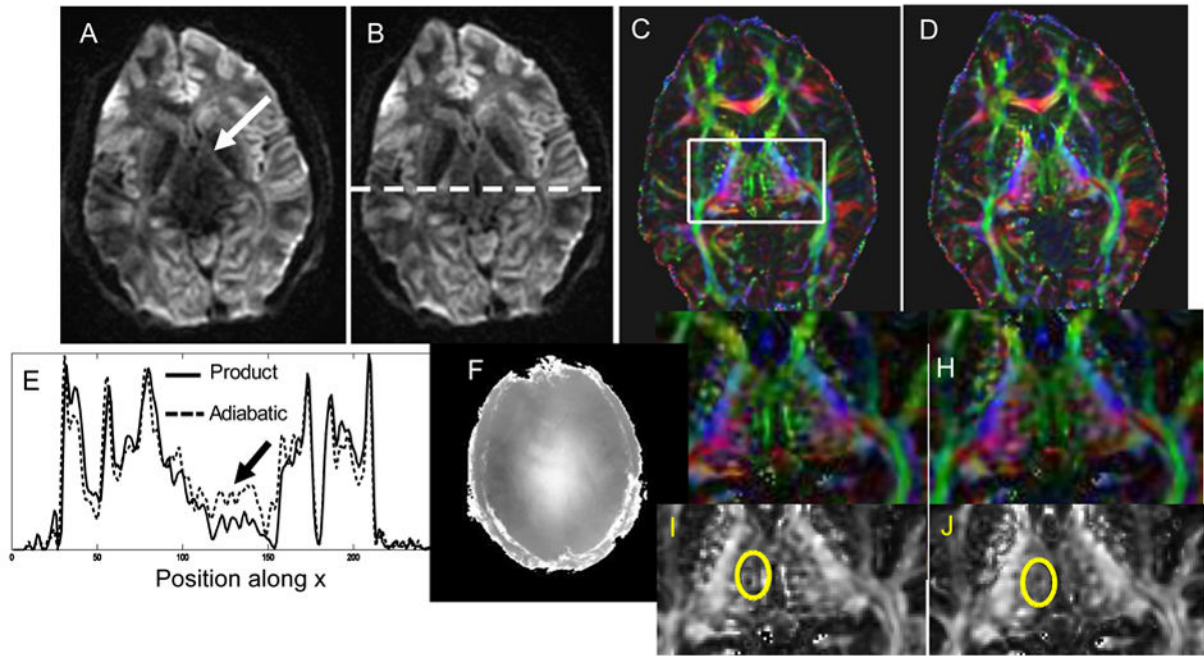 A
B
C
D
E
Product
Adiabatic
0
50
100
150
200
Position along x
F
H
I
J